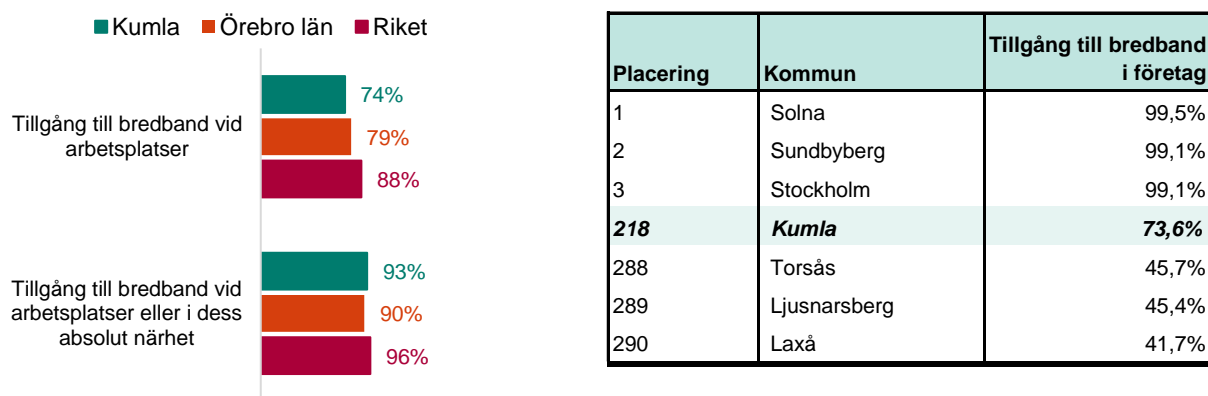 Kumla Örebro län Riket
Tillgång till bredband vid
arbetsplatser
74%
79%
88%
Tillgång till bredband vid
arbetsplatser eller i dess
absolut närhet
93%
90%
96%
Placering Kommun Tillgång till bredband i företag
1 Solna 99,5%
2 Sundbyberg 99,1%
3 Stockholm 99,1%
218 Kumla 73,6%
288 Torsås 45,7%
289 Ljusnarsberg 45,4%
290 Laxå 41,7%